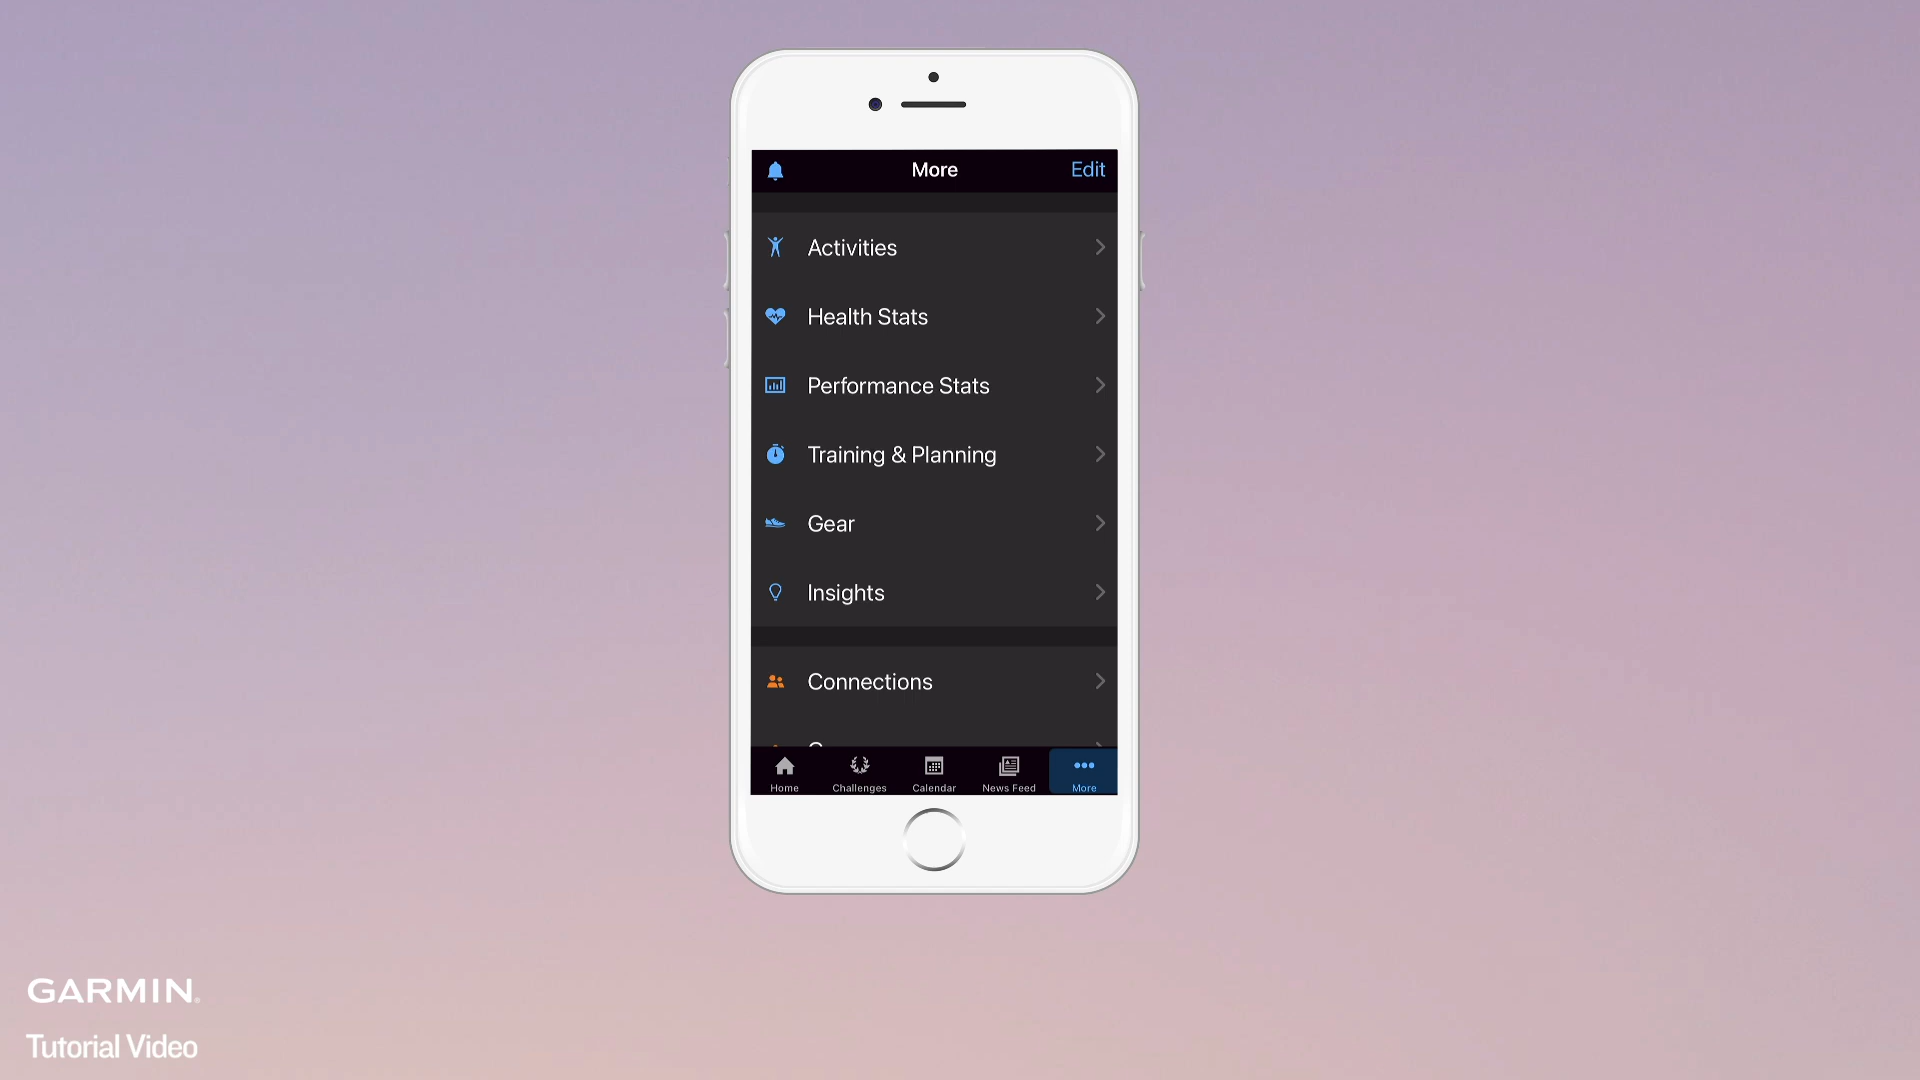 More
Edit
Activities
Health Stats
Performance Stats
Training & Planning
Gear
Insights
Connections
Home
Challenges
Calendar
News Feed
More
GARMIN.
Tutorial Video